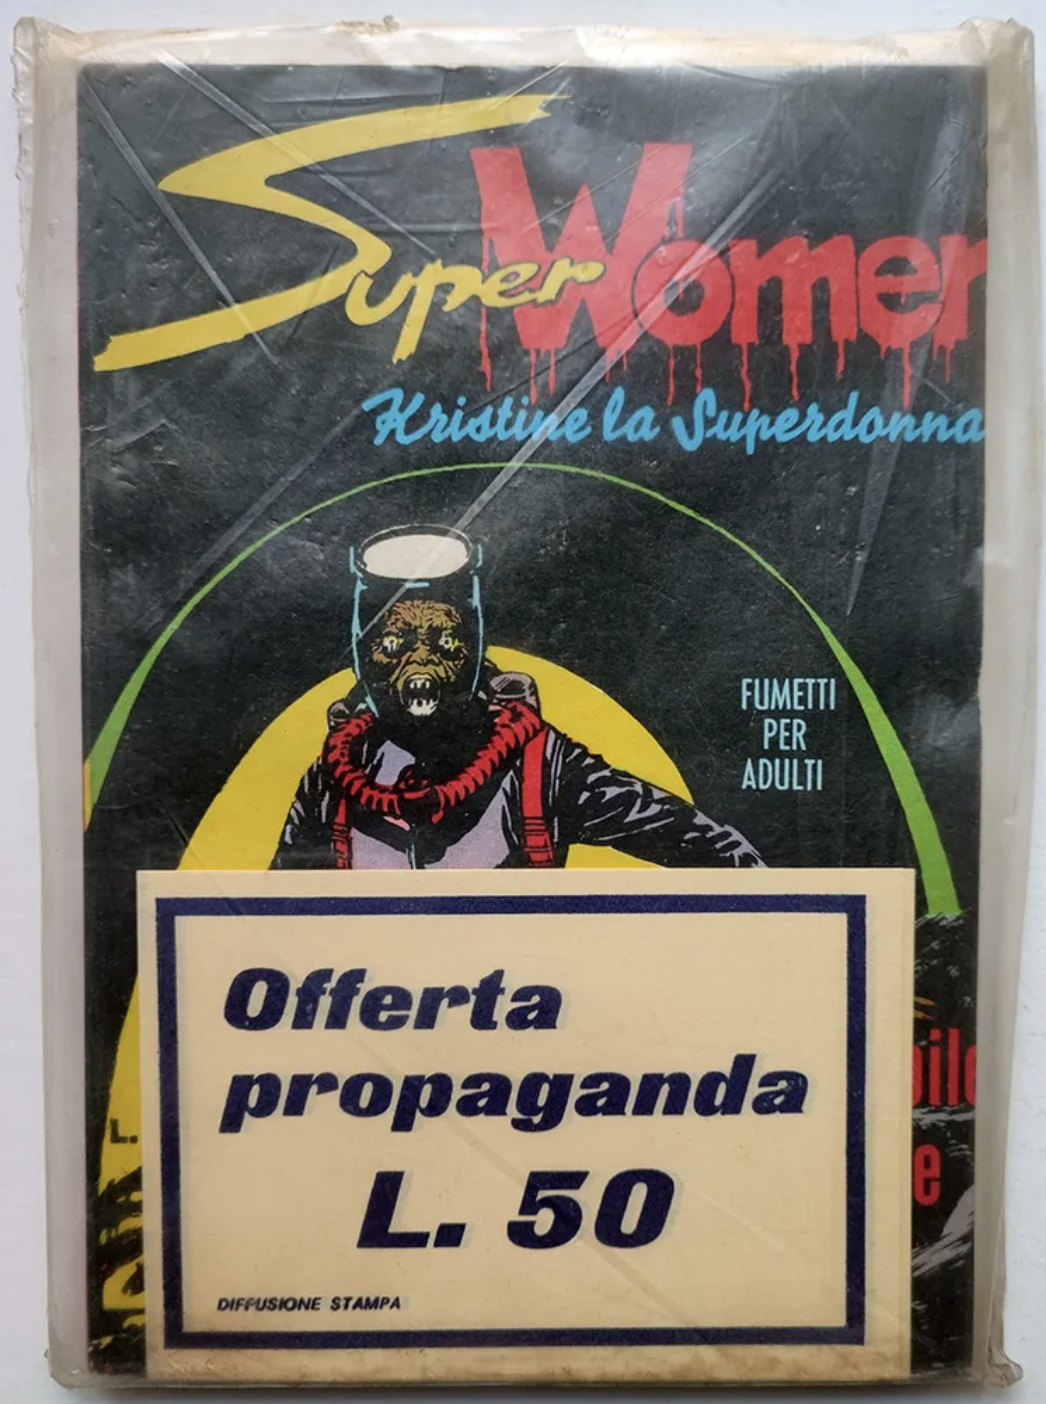 Super Women
Kristine la Superdonna
FUMETTI
PER
ADULTI
L.
Offerta
propaganda
L. 50
DIFFUSIONE STAMPA